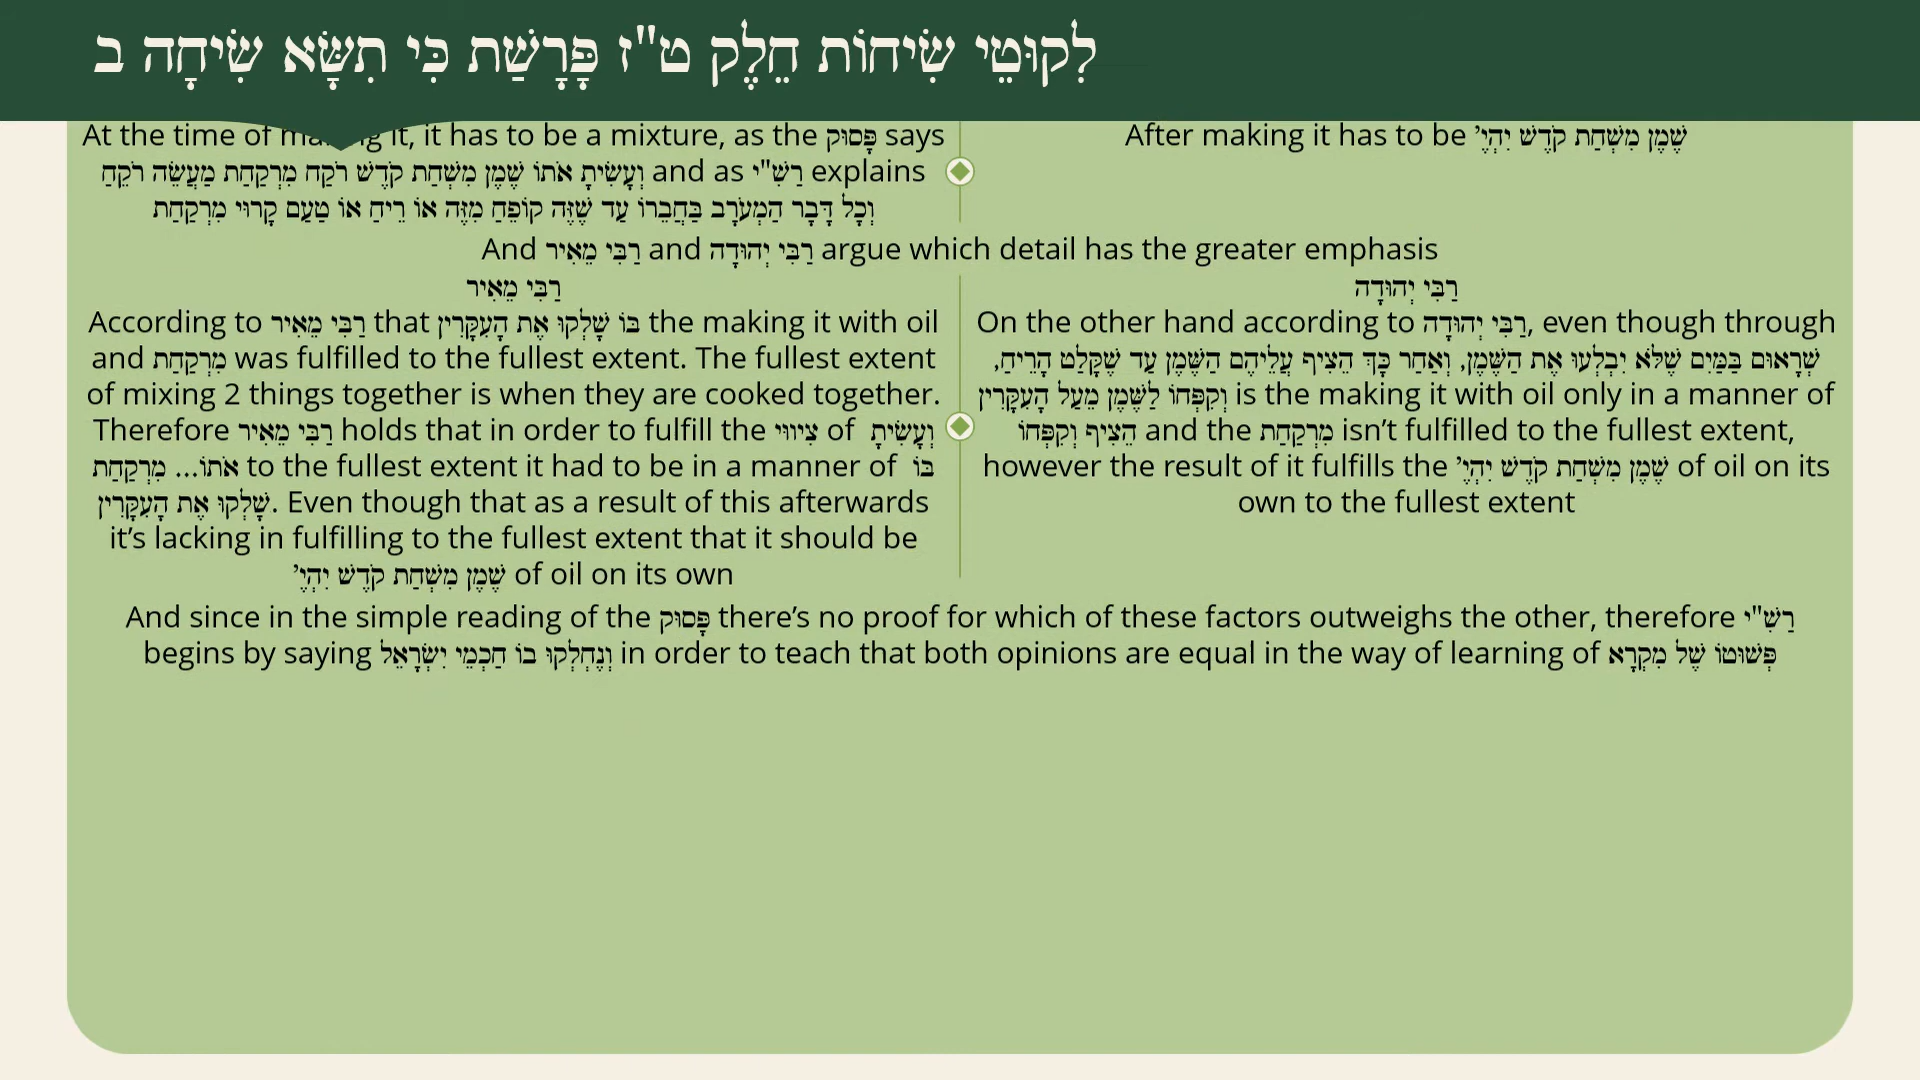 לִקוּטֵי שִׂיחוֹת חֵלֶק ט"ז פָּרָשַׁת כִּי תִשָּׂא שִׂיחָה ב
At the time of making it, it has to be a mixture, as the פָּסוּק says
וְעָשִׂיתָ אֹתוֹ שֶׁמֶן מִשְׁחַת קֹדֶשׁ רֹקַח מִרְקַחַת מַעֲשֵׂה רֹקֵחַ and as רַשִׁ"י explains
וְכָל דָּבָר הַמְעֹרָב בַּחֲבֵרוֹ עַד שֶׁזֶּה קוֹפֵחַ מִזֶּה אוֹ רֵיחַ אוֹ טַעַם קָרוּי מִרְקַחַת
After making it has to be שֶׁמֶן מִשְׁחַת קֹדֶשׁ יִהְיֶ'
And רַבִּי מֵאִיר and רַבִּי יְהוּדָה argue which detail has the greater emphasis
רַבִּי מֵאִיר
According to רַבִּי מֵאִיר that בּוֹ שָׁלְקוּ אֶת הָעִקָּרִין the making it with oil
and מִרְקַחַת was fulfilled to the fullest extent. The fullest extent
of mixing 2 things together is when they are cooked together.
Therefore רַבִּי מֵאִיר holds that in order to fulfill the צִיוּוּי of וְעָשִׂיתָ
אֹתוֹ... מִרְקַחַת to the fullest extent it had to be in a manner of בּוֹ
שָׁלְקוּ אֶת הָעִקָּרִין. Even though that as a result of this afterwards
it's lacking in fulfilling to the fullest extent that it should be
שֶׁמֶן מִשְׁחַת קֹדֶשׁ יִהְיֶ' of oil on its own
רַבִּי יְהוּדָה
On the other hand according to רַבִּי יְהוּדָה, even though through
שְׁרָאוּם בַּמַּיִם שֶׁלֹּא יִבְלְעוּ אֶת הַשֶּׁמֶן, וְאַחַר כָּךְ הֵצִיף עֲלֵיהֶם הַשֶּׁמֶן עַד שֶׁקָּלַט הָרֵיחַ,
וְקִפְּחוֹ לַשֶּׁמֶן מֵעַל הָעִקָּרִין is the making it with oil only in a manner of
הֵצִיף וְקִפְּחוֹ and the מִרְקַחַת isn't fulfilled to the fullest extent,
however the result of it fulfills the שֶׁמֶן מִשְׁחַת קֹדֶשׁ יִהְיֶ' of oil on its
own to the fullest extent
And since in the simple reading of the פָּסוּק there's no proof for which of these factors outweighs the other, therefore רַשִׁ"י
begins by saying וְנֶחְלְקוּ בוֹ חַכְמֵי יִשְׂרָאֵל in order to teach that both opinions are equal in the way of learning of פְּשׁוּטוֹ שֶׁל מִקְרָא